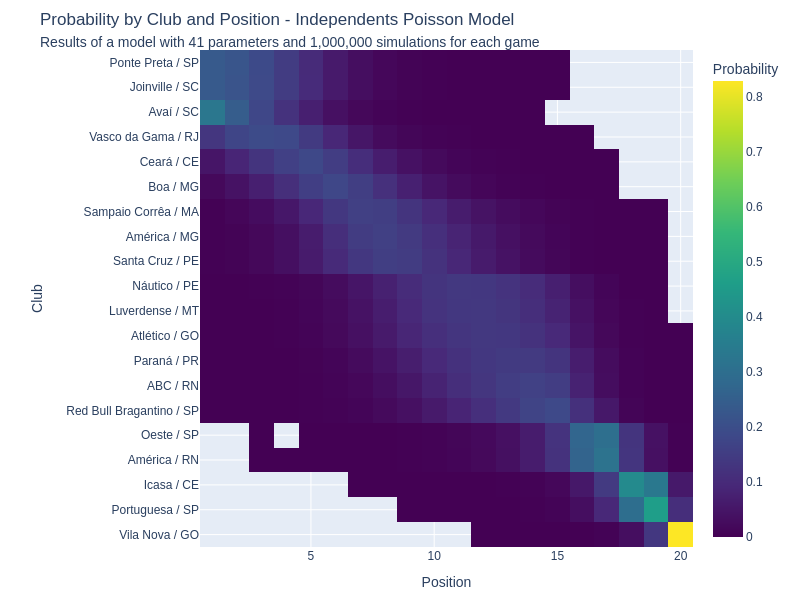 Probability by Club and Position - Independents Poisson Model
Results of a model with 41 parameters and 1,000,000 simulations for each game
Probability
Club
Ponte Preta / SP
Joinville / SC
Avaí / SC
Vasco da Gama / RJ
Ceará / CE
Boa / MG
Sampaio Corrêa / MA
América / MG
Santa Cruz / PE
Náutico / PE
Luverdense / MT
Atlético / GO
Paraná / PR
ABC / RN
Red Bull Bragantino / SP
Oeste / SP
América / RN
Icasa / CE
Portuguesa / SP
Vila Nova / GO
0.8
0.7
0.6
0.5
0.4
0.3
0.2
0.1
0
5 10 15 20
Position